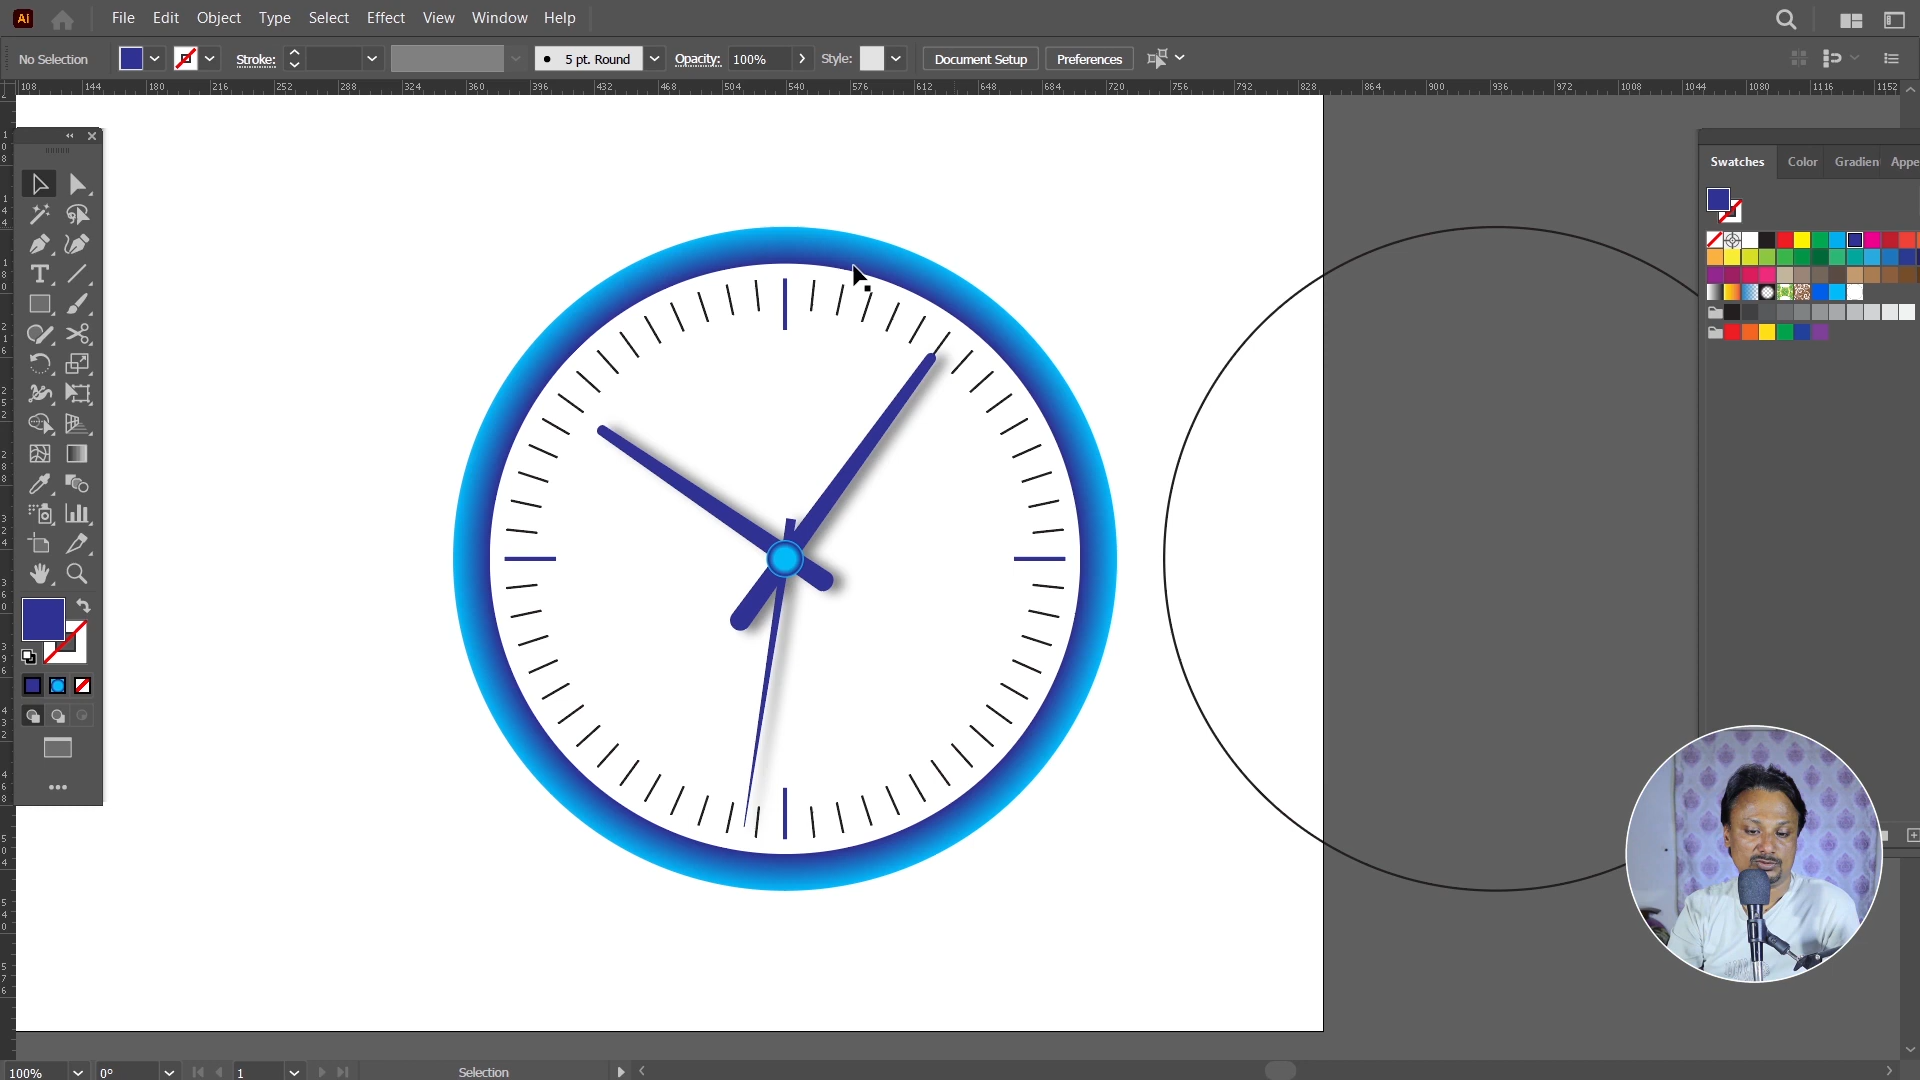 Ai File Edit Object Type Select Effect View Window Help
No Selection Stroke: 5 pt. Round Opacity: 100% Style: Document Setup Preferences
108 144 180 216 252 288 324 360 396 432 468 504 540 576 612 648 684 720 756 792 828 864 900 936 972 1008 1044 1080 1116 1152
Swatches Color Gradien Appe
100% 0° 1 Selection